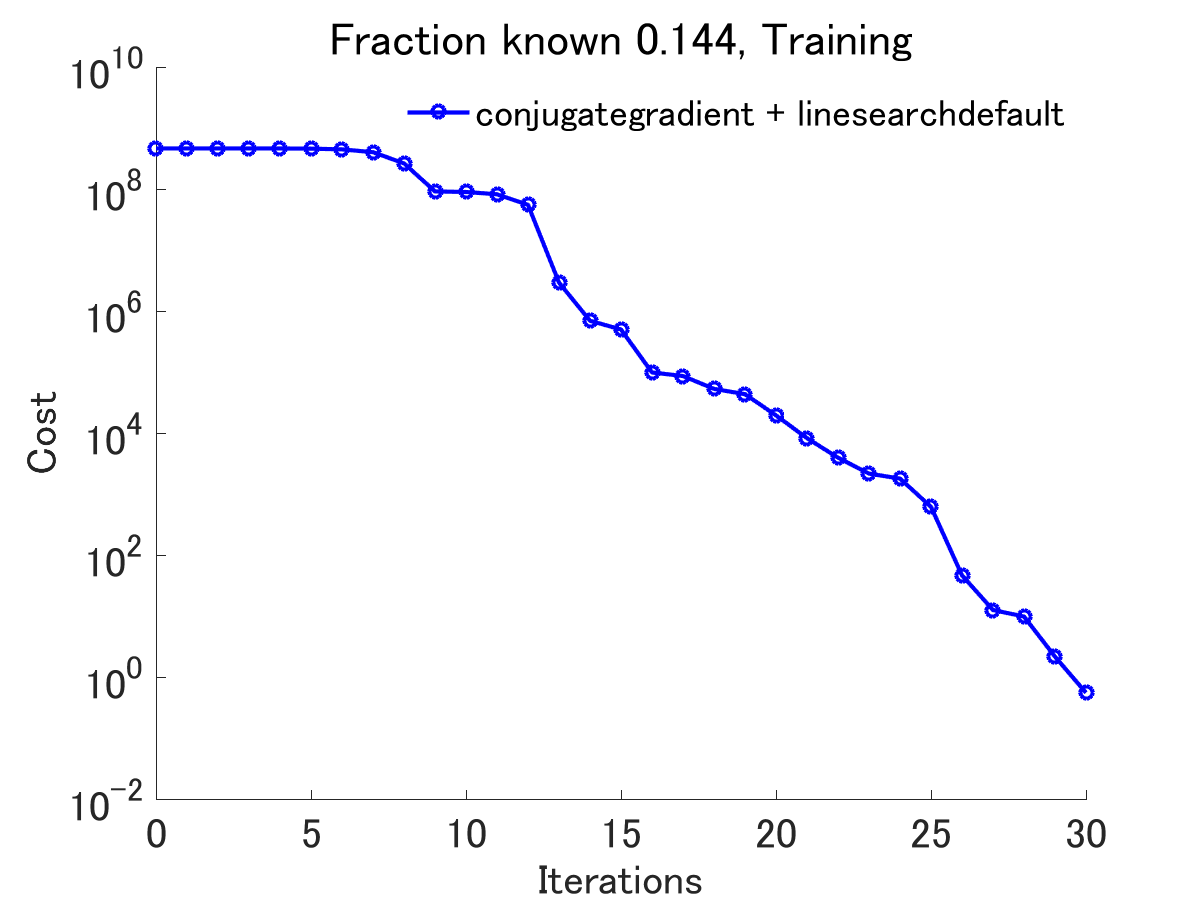 Fraction known 0.144, Training
conjugategradient + linesearchdefault
10^10
10^8
10^6
10^4
10^2
10^0
10^−2
Cost
0 5 10 15 20 25 30
Iterations